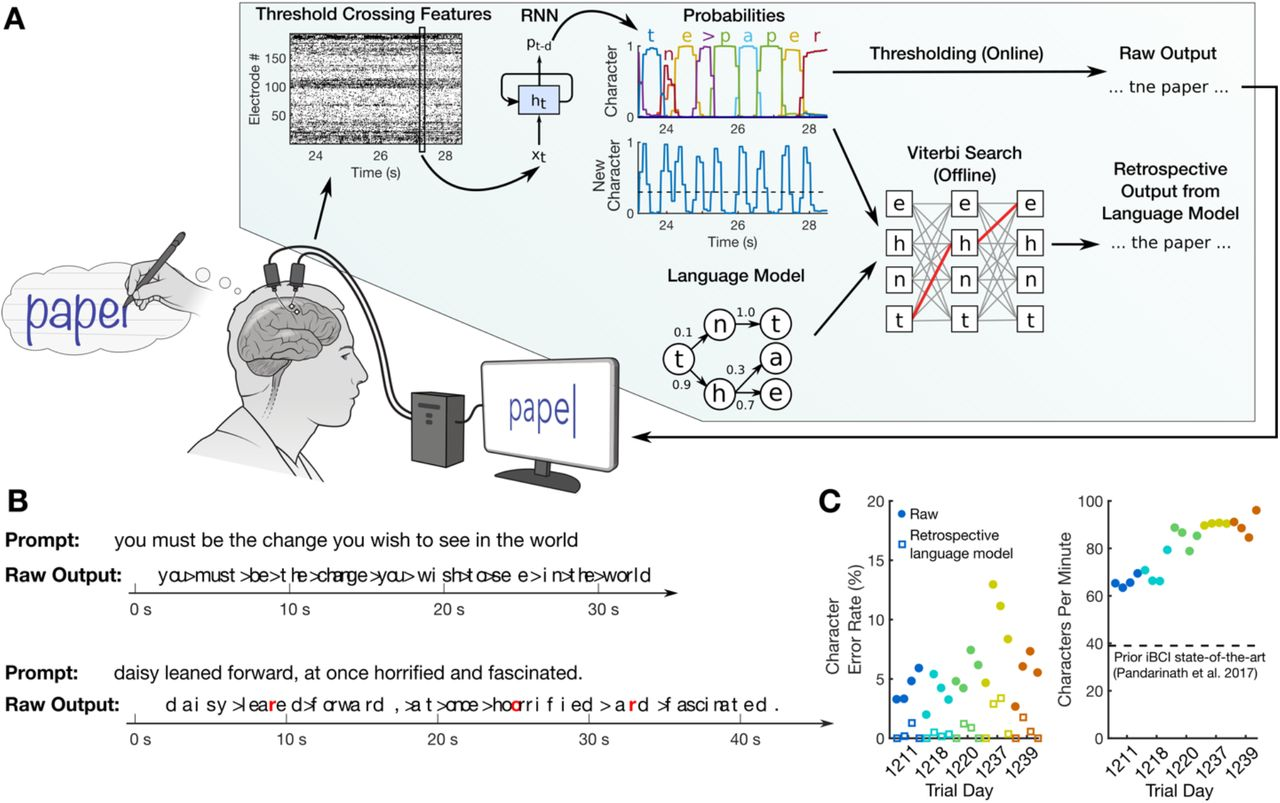 A
Threshold Crossing Features
Electrode #
150
100
50
24 26 28
Time (s)
RNN
pt-d
ht
xt
Probabilities
t n e > p a p e r
Character
1
0
24 26 28
New
Character
1
0
24 26 28
Time (s)
Thresholding (Online)
Raw Output
... tne paper ...
Viterbi Search
(Offline)
e e e
h h h
n n n
t t t
Retrospective
Output from
Language Model
... the paper ...
Language Model
t 0.1 n 1.0 t
0.9 h 0.3 a
0.7 e
paper
pape|
B
Prompt: you must be the change you wish to see in the world
Raw Output: you>must>be>the>change>you>wish>to>see>in>the>world
0 s 10 s 20 s 30 s
Prompt: daisy leaned forward, at once horrified and fascinated.
Raw Output: daisy>leared>forward,>at>once>hoorrified>ard>fascinated.
0 s 10 s 20 s 30 s 40 s
C
Character
Error Rate (%)
20
15
10
5
0
Raw
Retrospective
language model
1211 1218 1220 1237 1239
Trial Day
Characters Per Minute
100
80
60
40
20
0
Prior iBCI state-of-the-art
(Pandarinath et al. 2017)
1211 1218 1220 1237 1239
Trial Day